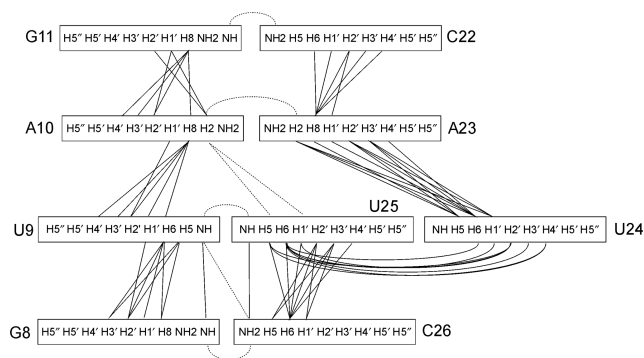 G11 H5″ H5′ H4′ H3′ H2′ H1′ H8 NH2 NH NH2 H5 H6 H1′ H2′ H3′ H4′ H5′ H5″ C22
A10 H5″ H5′ H4′ H3′ H2′ H1′ H8 H2 NH2 NH2 H2 H8 H1′ H2′ H3′ H4′ H5′ H5″ A23
U25
U9 H5″ H5′ H4′ H3′ H2′ H1′ H6 H5 NH NH H5 H6 H1′ H2′ H3′ H4′ H5′ H5″ NH H5 H6 H1′ H2′ H3′ H4′ H5′ H5″ U24
G8 H5″ H5′ H4′ H3′ H2′ H1′ H8 NH2 NH NH2 H5 H6 H1′ H2′ H3′ H4′ H5′ H5″ C26